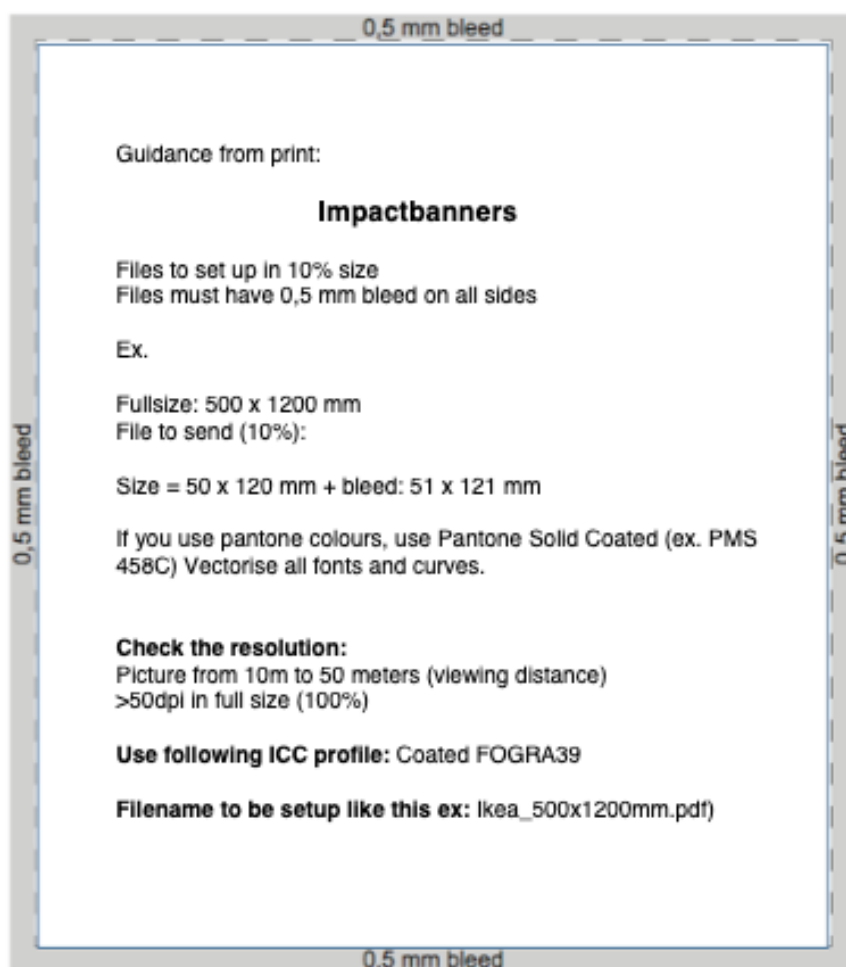 0,5 mm bleed
Guidance from print:
Impactbanners
Files to set up in 10% size
Files must have 0,5 mm bleed on all sides
Ex.
Fullsize: 500 x 1200 mm
File to send (10%):
0,5 mm bleed
0,5 mm bleed
Size = 50 x 120 mm + bleed: 51 x 121 mm
If you use pantone colours, use Pantone Solid Coated (ex. PMS
458C) Vectorise all fonts and curves.
Check the resolution:
Picture from 10m to 50 meters (viewing distance)
>50dpi in full size (100%)
Use following ICC profile: Coated FOGRA39
Filename to be setup like this ex: Ikea_500x1200mm.pdf)
0,5 mm bleed